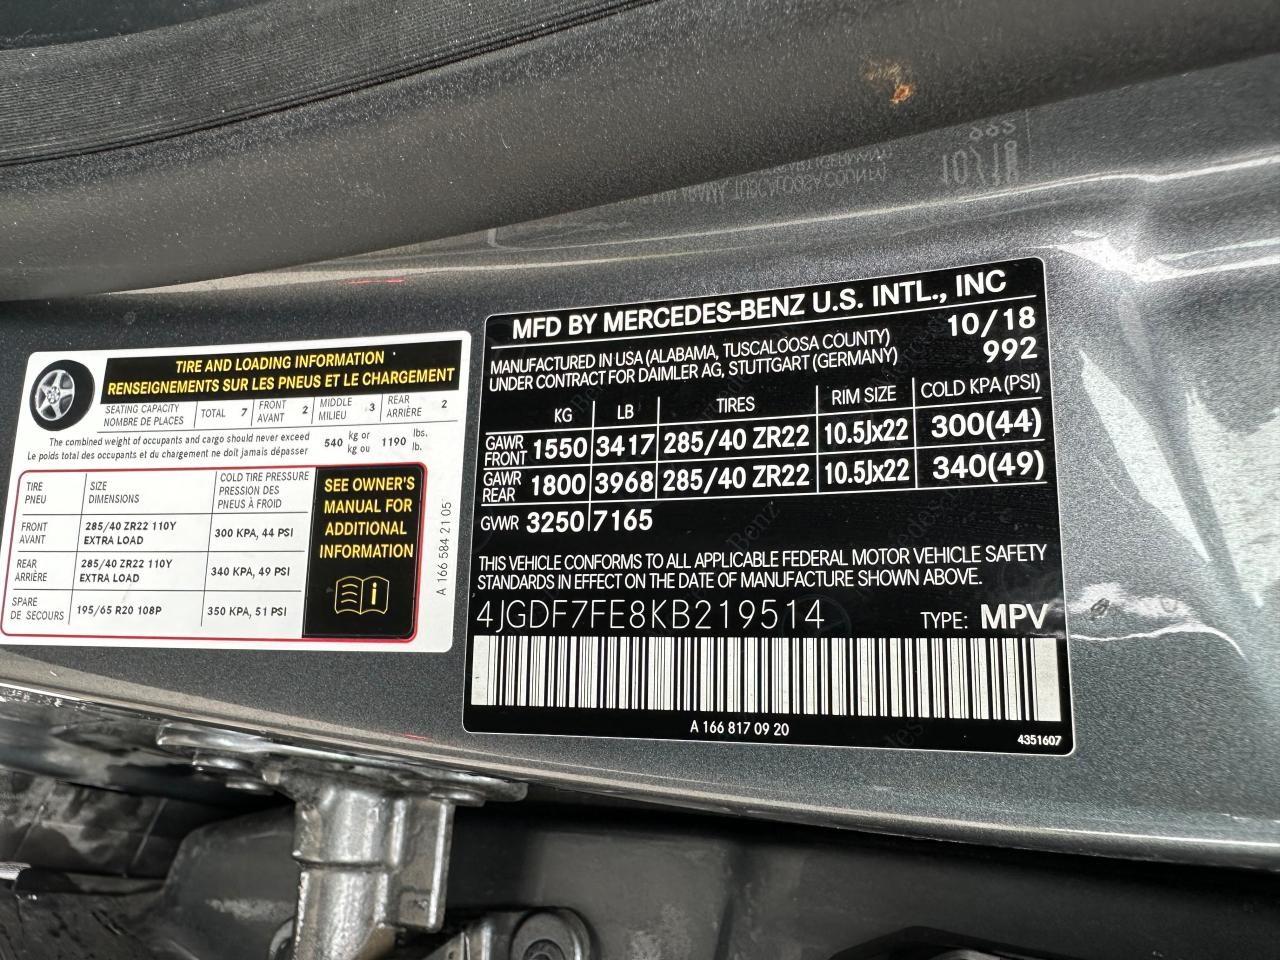 TIRE AND LOADING INFORMATION
RENSEIGNEMENTS SUR LES PNEUS ET LE CHARGEMENT
SEATING CAPACITY
NOMBRE DE PLACES
TOTAL 7
FRONT
AVANT 2
MIDDLE
MILIEU 3
REAR
ARRIÈRE 2
The combined weight of occupants and cargo should never exceed
Le poids total des occupants et du chargement ne doit jamais dépasser
540 kg or
kg ou
1190 lbs.
lb.
TIRE
PNEU
SIZE
DIMENSIONS
COLD TIRE PRESSURE
PRESSION DES
PNEUS À FROID
FRONT
AVANT
285/40 ZR22 110Y
EXTRA LOAD
300 KPA, 44 PSI
REAR
ARRIÈRE
285/40 ZR22 110Y
EXTRA LOAD
340 KPA, 49 PSI
SPARE
DE SECOURS
195/65 R20 108P
350 KPA, 51 PSI
SEE OWNER'S
MANUAL FOR
ADDITIONAL
INFORMATION
A 166 584 21 05
MFD BY MERCEDES-BENZ U.S. INTL., INC
MANUFACTURED IN USA (ALABAMA, TUSCALOOSA COUNTY)
UNDER CONTRACT FOR DAIMLER AG, STUTTGART (GERMANY)
10/18
992
KG LB TIRES RIM SIZE COLD KPA (PSI)
GAWR
FRONT 1550 3417 285/40 ZR22 10.5Jx22 300(44)
GAWR
REAR 1800 3968 285/40 ZR22 10.5Jx22 340(49)
GVWR 3250 7165
THIS VEHICLE CONFORMS TO ALL APPLICABLE FEDERAL MOTOR VEHICLE SAFETY
STANDARDS IN EFFECT ON THE DATE OF MANUFACTURE SHOWN ABOVE.
4JGDF7FE8KB219514 TYPE: MPV
A 166 817 09 20
4351607